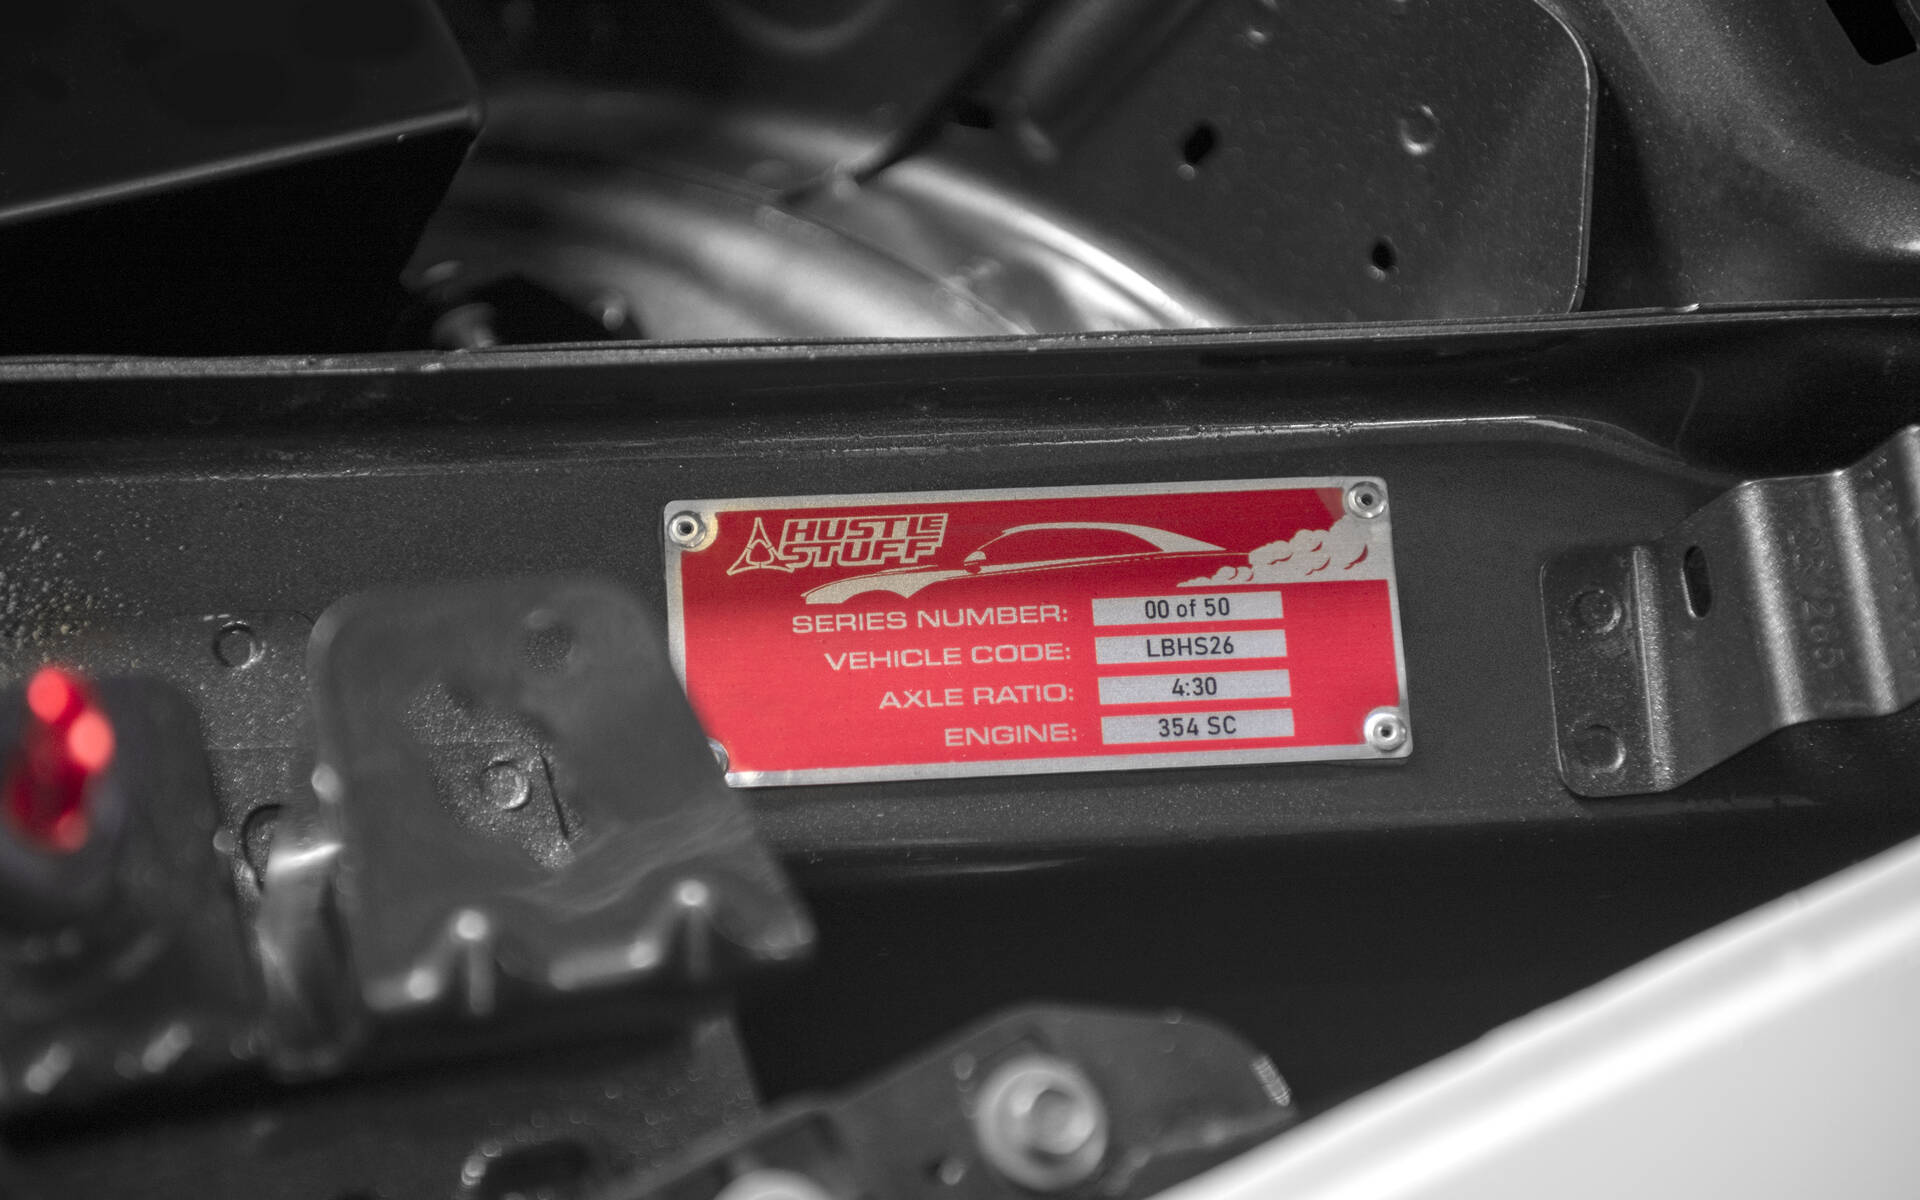 HUSTLE
STUFF
SERIES NUMBER: 00 of 50
VEHICLE CODE: LBHS26
AXLE RATIO: 4:30
ENGINE: 354 SC